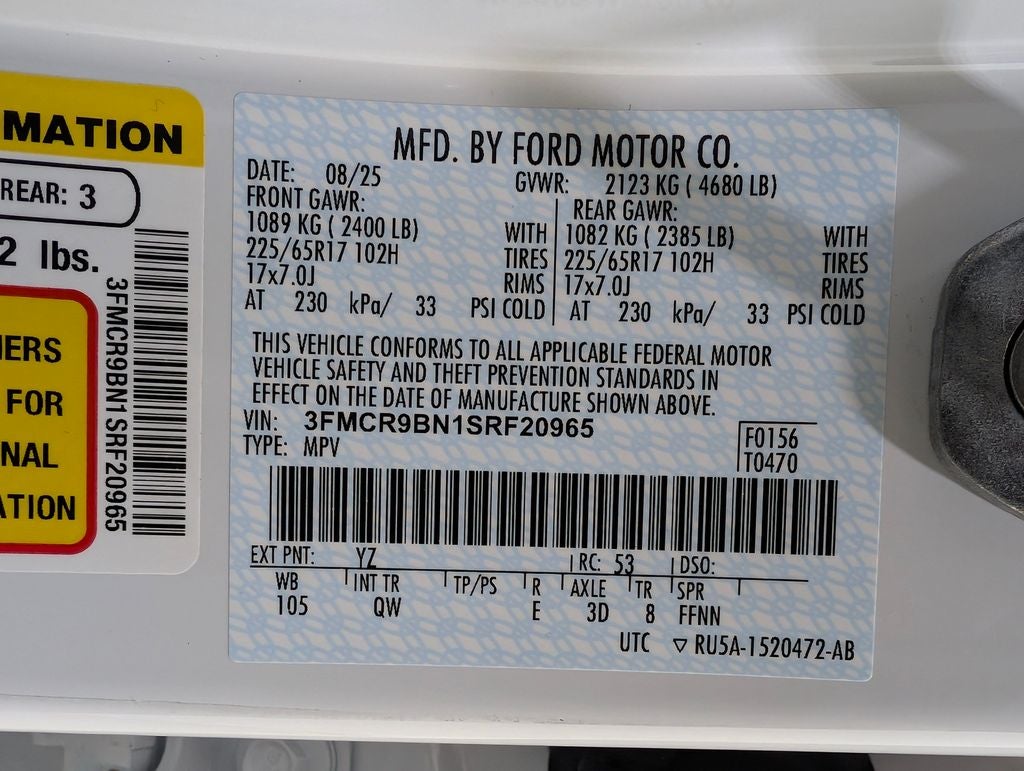 MATION
REAR: 3
2 lbs.
IERS
FOR
NAL
ATION
3FMCR9BN1SRF20965
MFD. BY FORD MOTOR CO.
DATE: 08/25 GVWR: 2123 KG ( 4680 LB)
FRONT GAWR: REAR GAWR:
1089 KG ( 2400 LB) WITH 1082 KG ( 2385 LB) WITH
225/65R17 102H TIRES 225/65R17 102H TIRES
17x7.0J RIMS 17x7.0J RIMS
AT 230 kPa/ 33 PSI COLD AT 230 kPa/ 33 PSI COLD
THIS VEHICLE CONFORMS TO ALL APPLICABLE FEDERAL MOTOR
VEHICLE SAFETY AND THEFT PREVENTION STANDARDS IN
EFFECT ON THE DATE OF MANUFACTURE SHOWN ABOVE.
VIN: 3FMCR9BN1SRF20965
TYPE: MPV
F0156
T0470
EXT PNT: YZ RC: 53 DSO:
WB INT TR TP/PS R AXLE TR SPR
105 QW E 3D 8 FFNN
UTC ▽ RU5A-1520472-AB